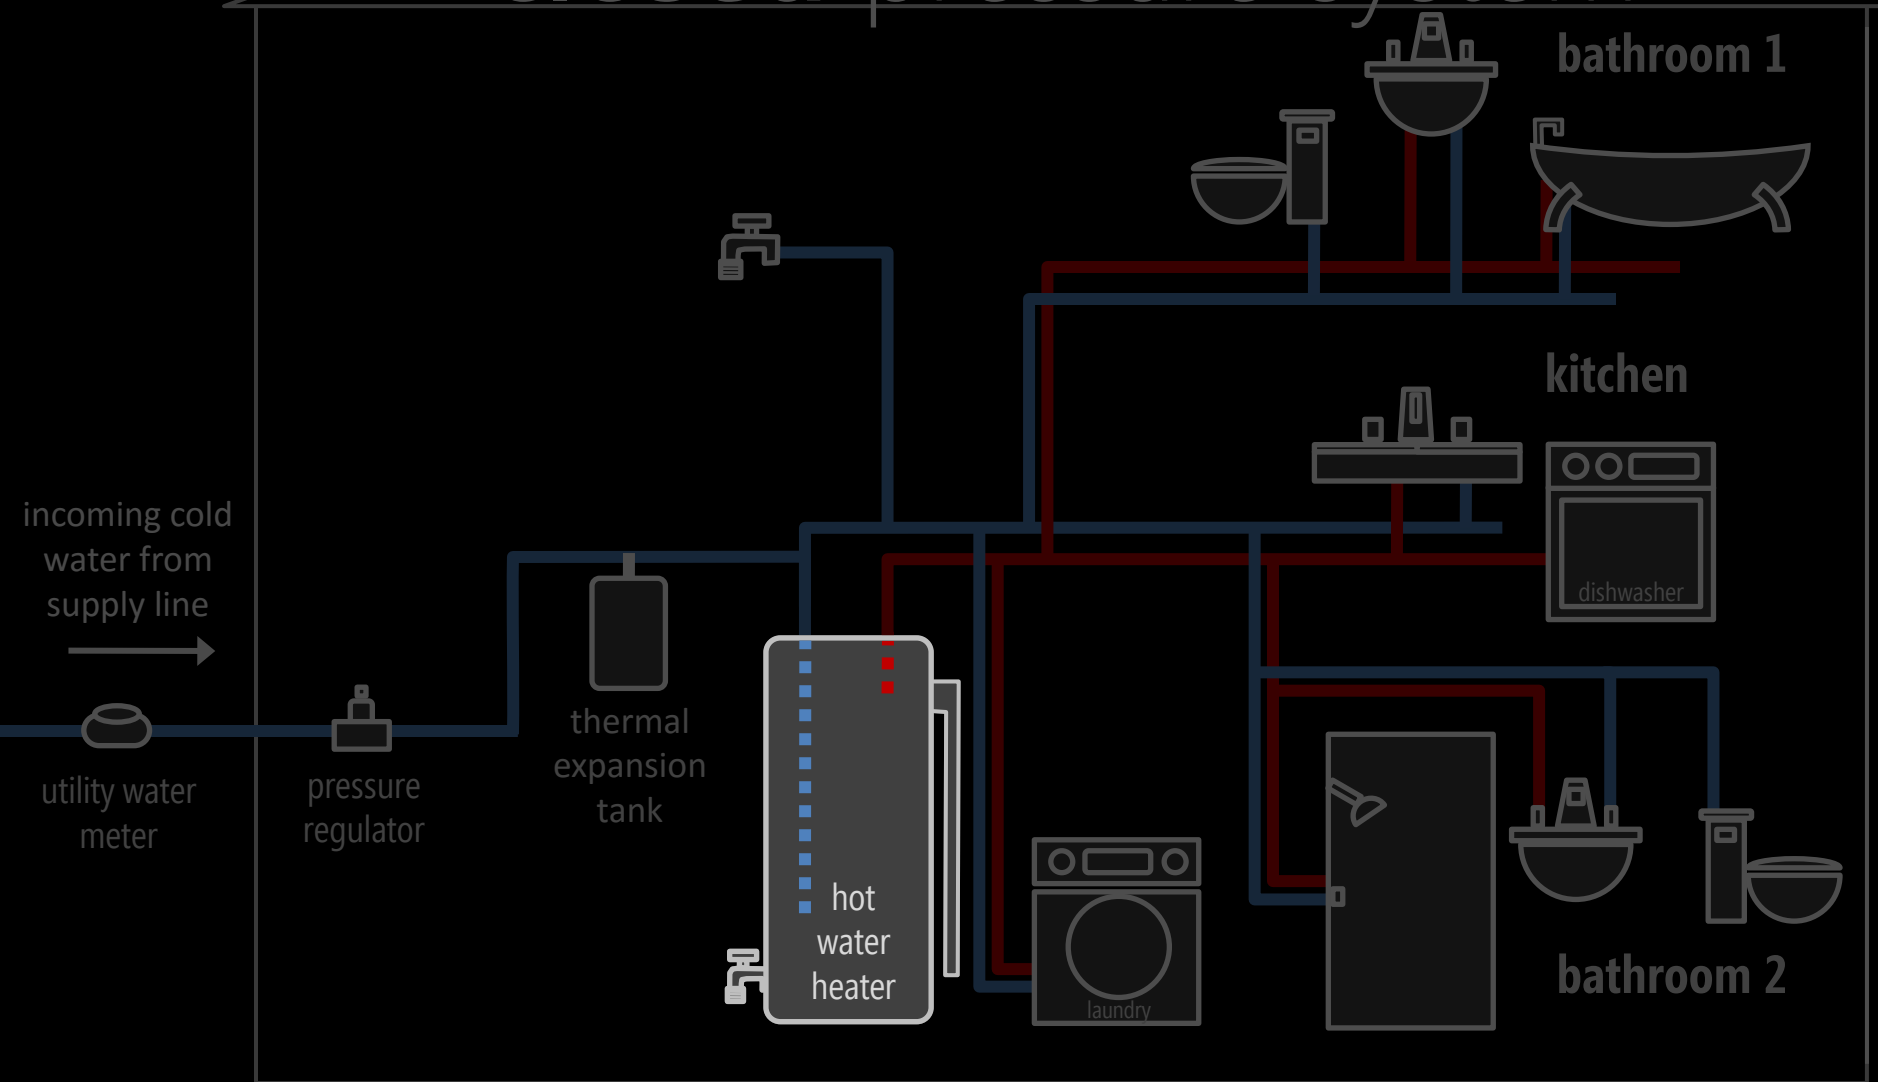 bathroom 1
kitchen
incoming cold
water from
supply line
dishwasher
thermal
expansion
tank
utility water
meter
pressure
regulator
hot
water
heater
laundry
bathroom 2